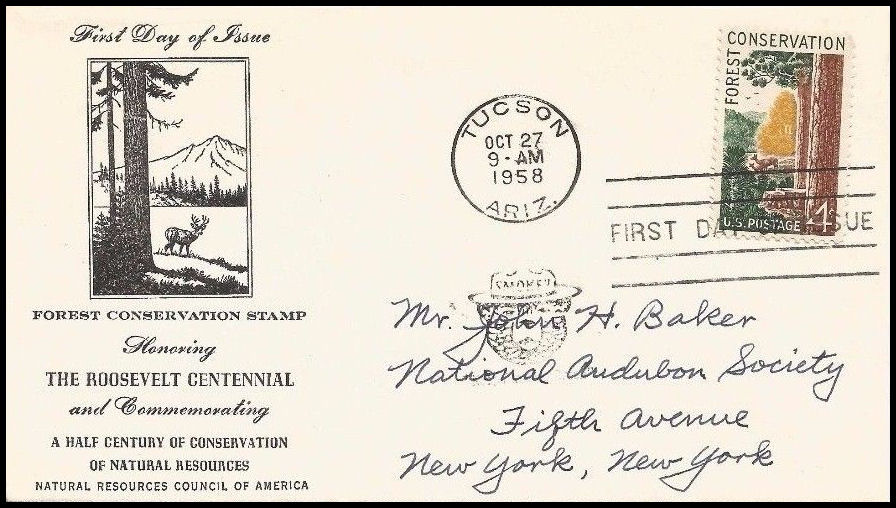 First Day of Issue
FOREST CONSERVATION STAMP
Honoring
THE ROOSEVELT CENTENNIAL
and Commemorating
A HALF CENTURY OF CONSERVATION
OF NATURAL RESOURCES
NATURAL RESOURCES COUNCIL OF AMERICA
TUCSON
OCT 27
9-AM
1958
ARIZ.
FOREST CONSERVATION
U.S. POSTAGE 4¢
FIRST DAY ISSUE
SMOKEY
Mr. John H. Baker
National Audubon Society
Fifth Avenue
New York, New York